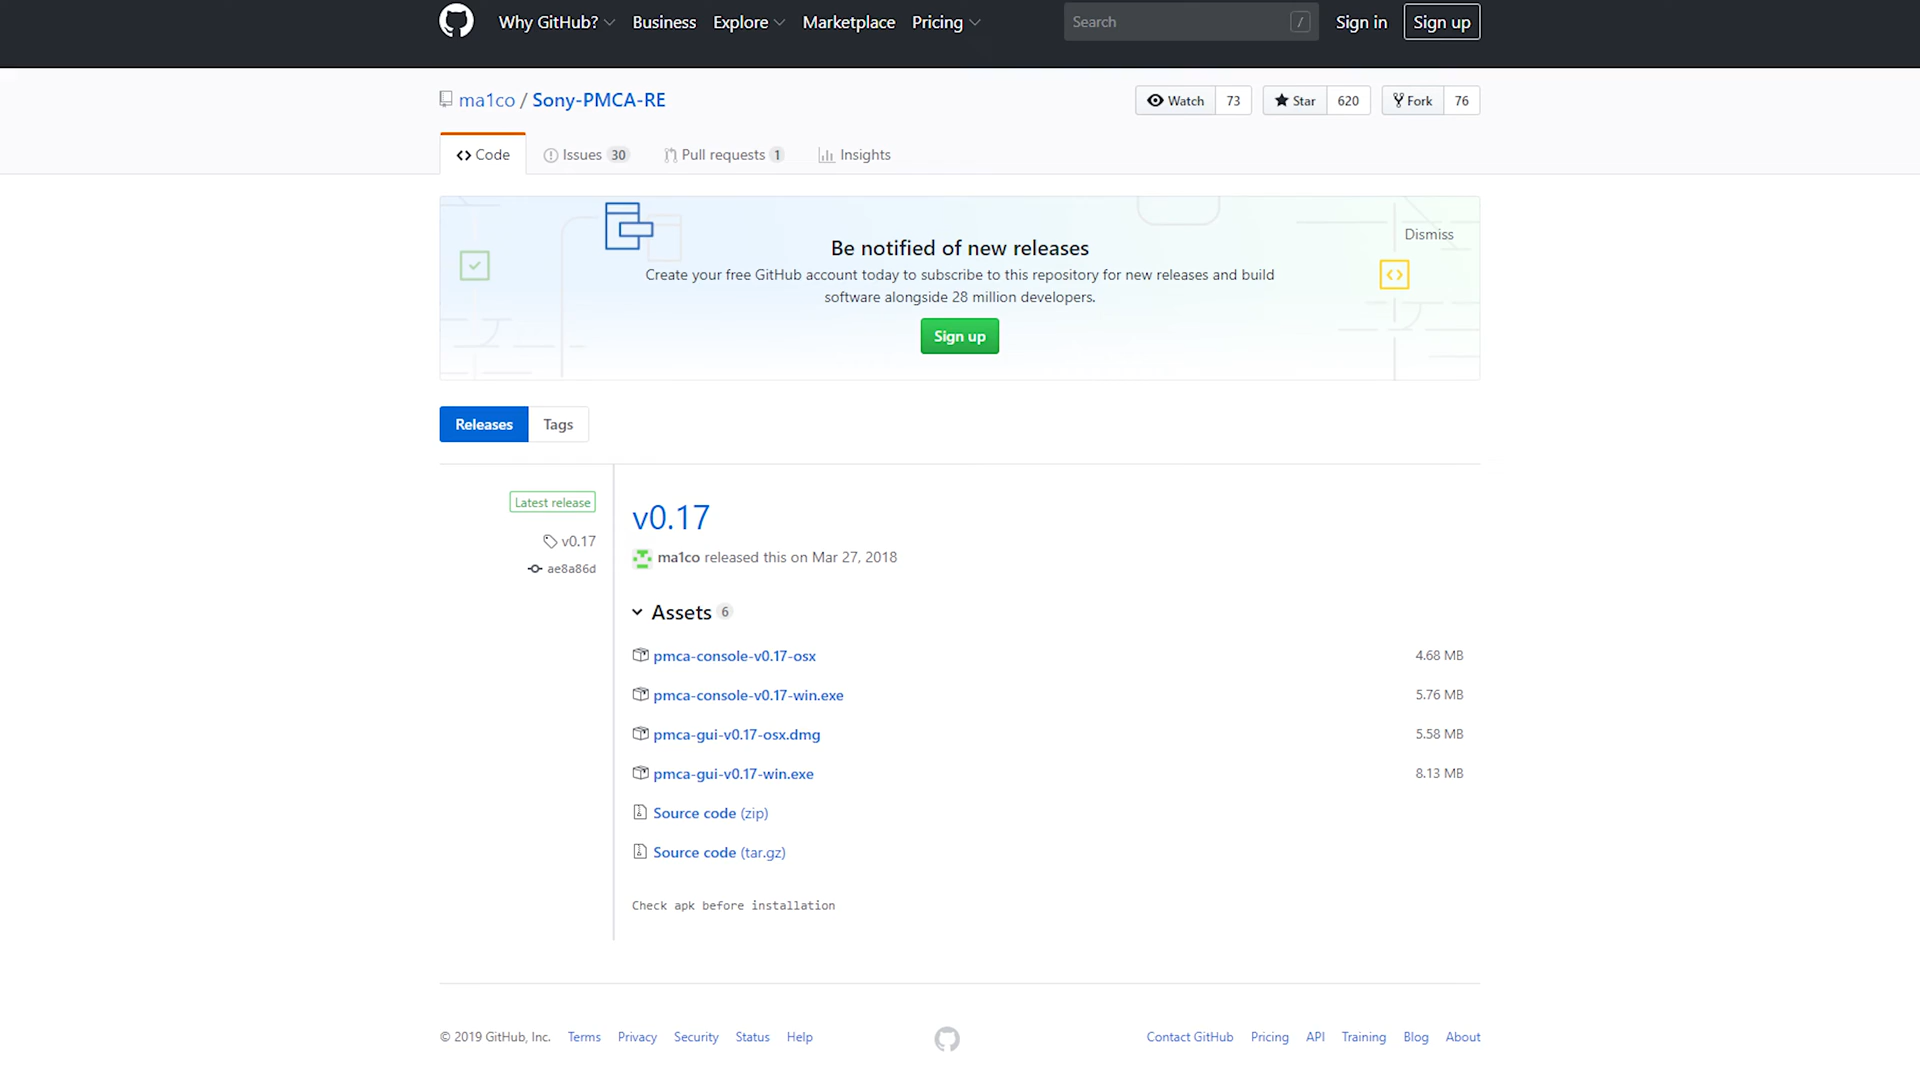 Why GitHub? Business Explore Marketplace Pricing Search / Sign in Sign up
ma1co / Sony-PMCA-RE Watch 73 Star 620 Fork 76
Code Issues 30 Pull requests 1 Insights
Dismiss
Be notified of new releases
Create your free GitHub account today to subscribe to this repository for new releases and build
software alongside 28 million developers.
Sign up
Releases Tags
Latest release
v0.17
ae8a86d
v0.17
ma1co released this on Mar 27, 2018
Assets 6
pmca-console-v0.17-osx 4.68 MB
pmca-console-v0.17-win.exe 5.76 MB
pmca-gui-v0.17-osx.dmg 5.58 MB
pmca-gui-v0.17-win.exe 8.13 MB
Source code (zip)
Source code (tar.gz)
Check apk before installation
© 2019 GitHub, Inc. Terms Privacy Security Status Help Contact GitHub Pricing API Training Blog About